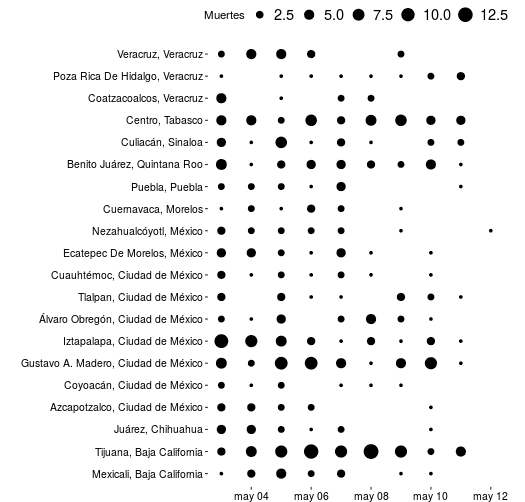 Muertes 2.5 5.0 7.5 10.0 12.5
Veracruz, Veracruz
Poza Rica De Hidalgo, Veracruz
Coatzacoalcos, Veracruz
Centro, Tabasco
Culiacán, Sinaloa
Benito Juárez, Quintana Roo
Puebla, Puebla
Cuernavaca, Morelos
Nezahualcóyotl, México
Ecatepec De Morelos, México
Cuauhtémoc, Ciudad de México
Tlalpan, Ciudad de México
Álvaro Obregón, Ciudad de México
Iztapalapa, Ciudad de México
Gustavo A. Madero, Ciudad de México
Coyoacán, Ciudad de México
Azcapotzalco, Ciudad de México
Juárez, Chihuahua
Tijuana, Baja California
Mexicali, Baja California
may 04 may 06 may 08 may 10 may 12